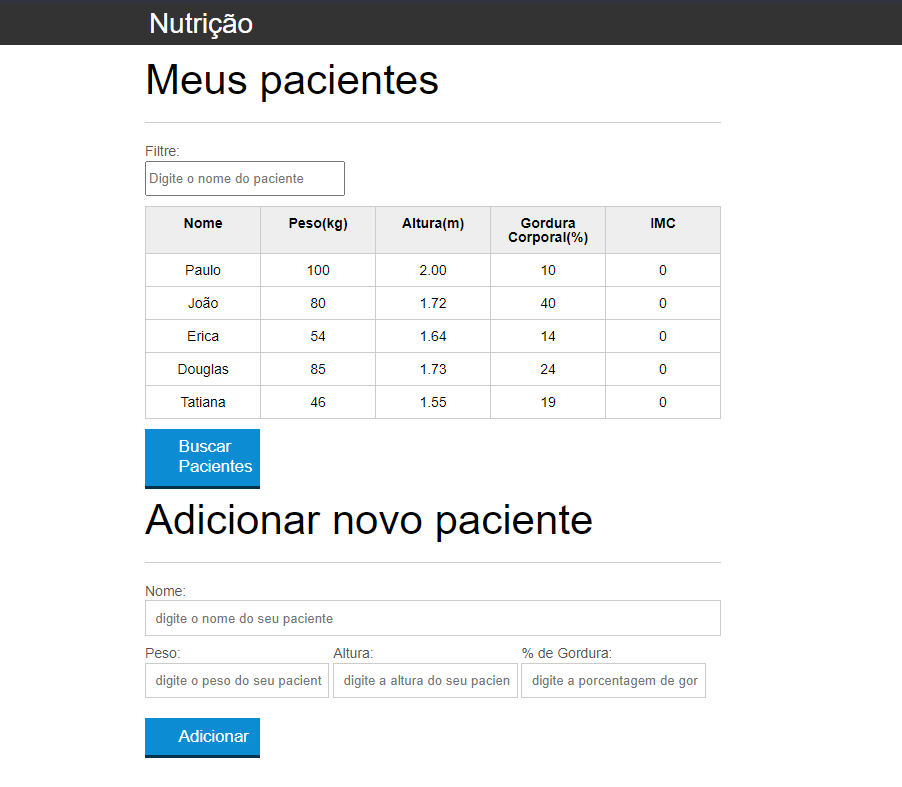 Nutrição
Meus pacientes
Filtre:
Digite o nome do paciente
Nome Peso(kg) Altura(m) Gordura Corporal(%) IMC
Paulo 100 2.00 10 0
João 80 1.72 40 0
Erica 54 1.64 14 0
Douglas 85 1.73 24 0
Tatiana 46 1.55 19 0
Buscar
Pacientes
Adicionar novo paciente
Nome:
digite o nome do seu paciente
Peso: Altura: % de Gordura:
digite o peso do seu pacient digite a altura do seu pacien digite a porcentagem de gor
Adicionar